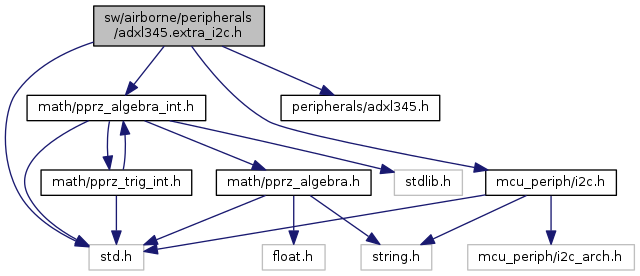 sw/airborne/peripherals
/adxl345.extra_i2c.h
math/pprz_algebra_int.h
peripherals/adxl345.h
math/pprz_trig_int.h
math/pprz_algebra.h
stdlib.h
mcu_periph/i2c.h
std.h
float.h
string.h
mcu_periph/i2c_arch.h